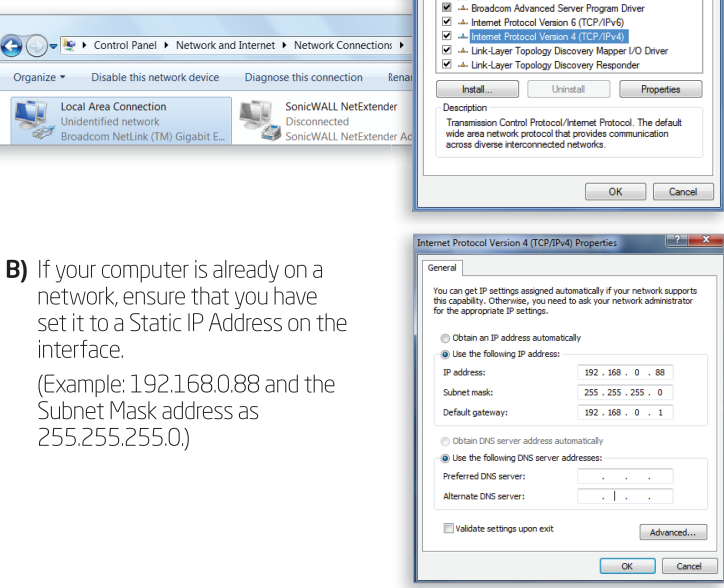 Control Panel ▸ Network and Internet ▸ Network Connections ▸
Organize ▾ Disable this network device Diagnose this connection Rena
Local Area Connection
Unidentified network
Broadcom NetLink (TM) Gigabit E...
SonicWALL NetExtender
Disconnected
SonicWALL NetExtender Ad
Broadcom Advanced Server Program Driver
Internet Protocol Version 6 (TCP/IPv6)
Internet Protocol Version 4 (TCP/IPv4)
Link-Layer Topology Discovery Mapper I/O Driver
Link-Layer Topology Discovery Responder
Install... Uninstall Properties
Description
Transmission Control Protocol/Internet Protocol. The default
wide area network protocol that provides communication
across diverse interconnected networks.
OK Cancel
B) If your computer is already on a
network, ensure that you have
set it to a Static IP Address on the
interface.
(Example: 192.168.0.88 and the
Subnet Mask address as
255.255.255.0.)
Internet Protocol Version 4 (TCP/IPv4) Properties
General
You can get IP settings assigned automatically if your network supports
this capability. Otherwise, you need to ask your network administrator
for the appropriate IP settings.
Obtain an IP address automatically
Use the following IP address:
IP address: 192 . 168 . 0 . 88
Subnet mask: 255 . 255 . 255 . 0
Default gateway: 192 . 168 . 0 . 1
Obtain DNS server address automatically
Use the following DNS server addresses:
Preferred DNS server: . . .
Alternate DNS server: . . .
Validate settings upon exit
Advanced...
OK Cancel